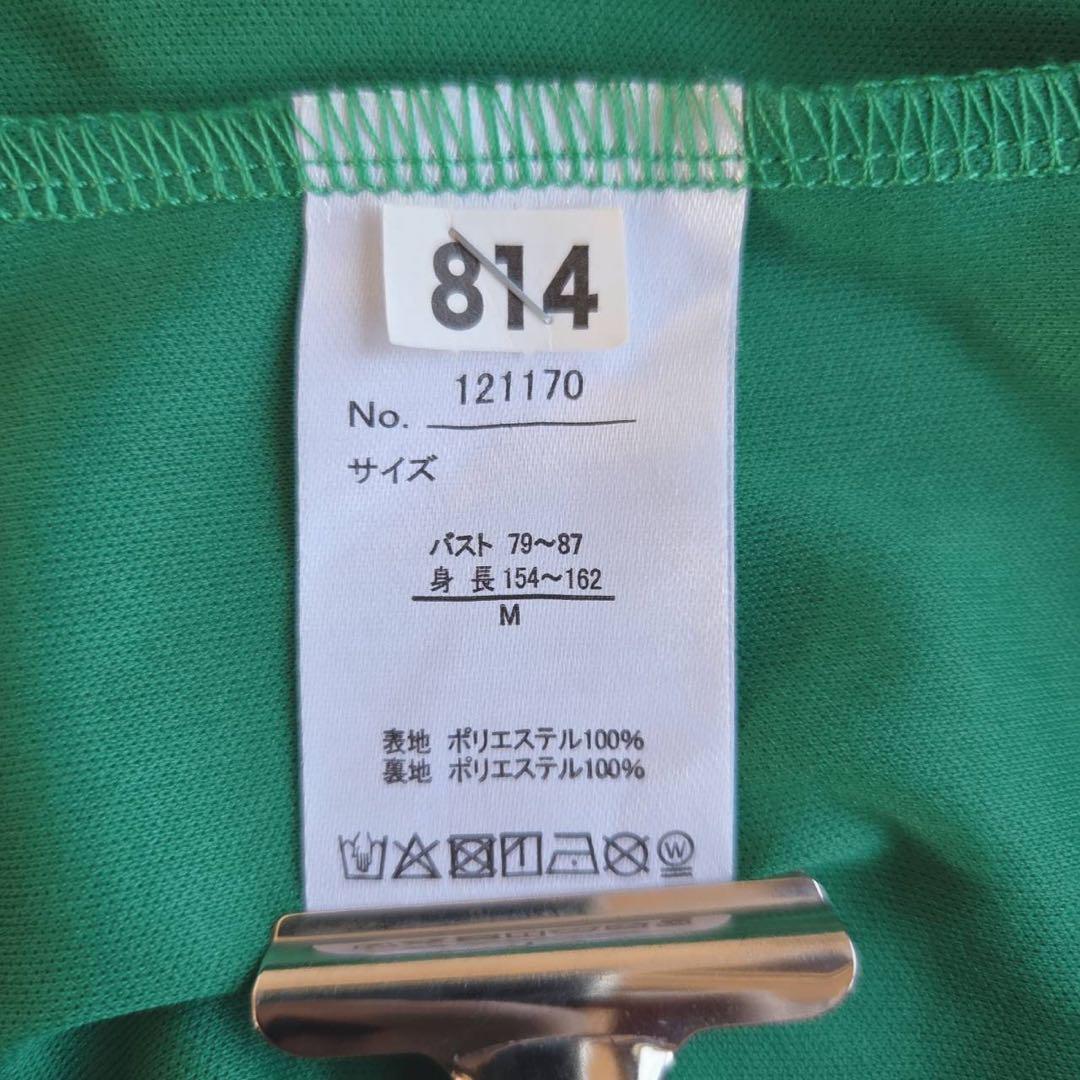 814
121170
No.
サイズ
バスト 79～87
身 長 154～162
M
表地 ポリエステル100%
裏地 ポリエステル100%
W